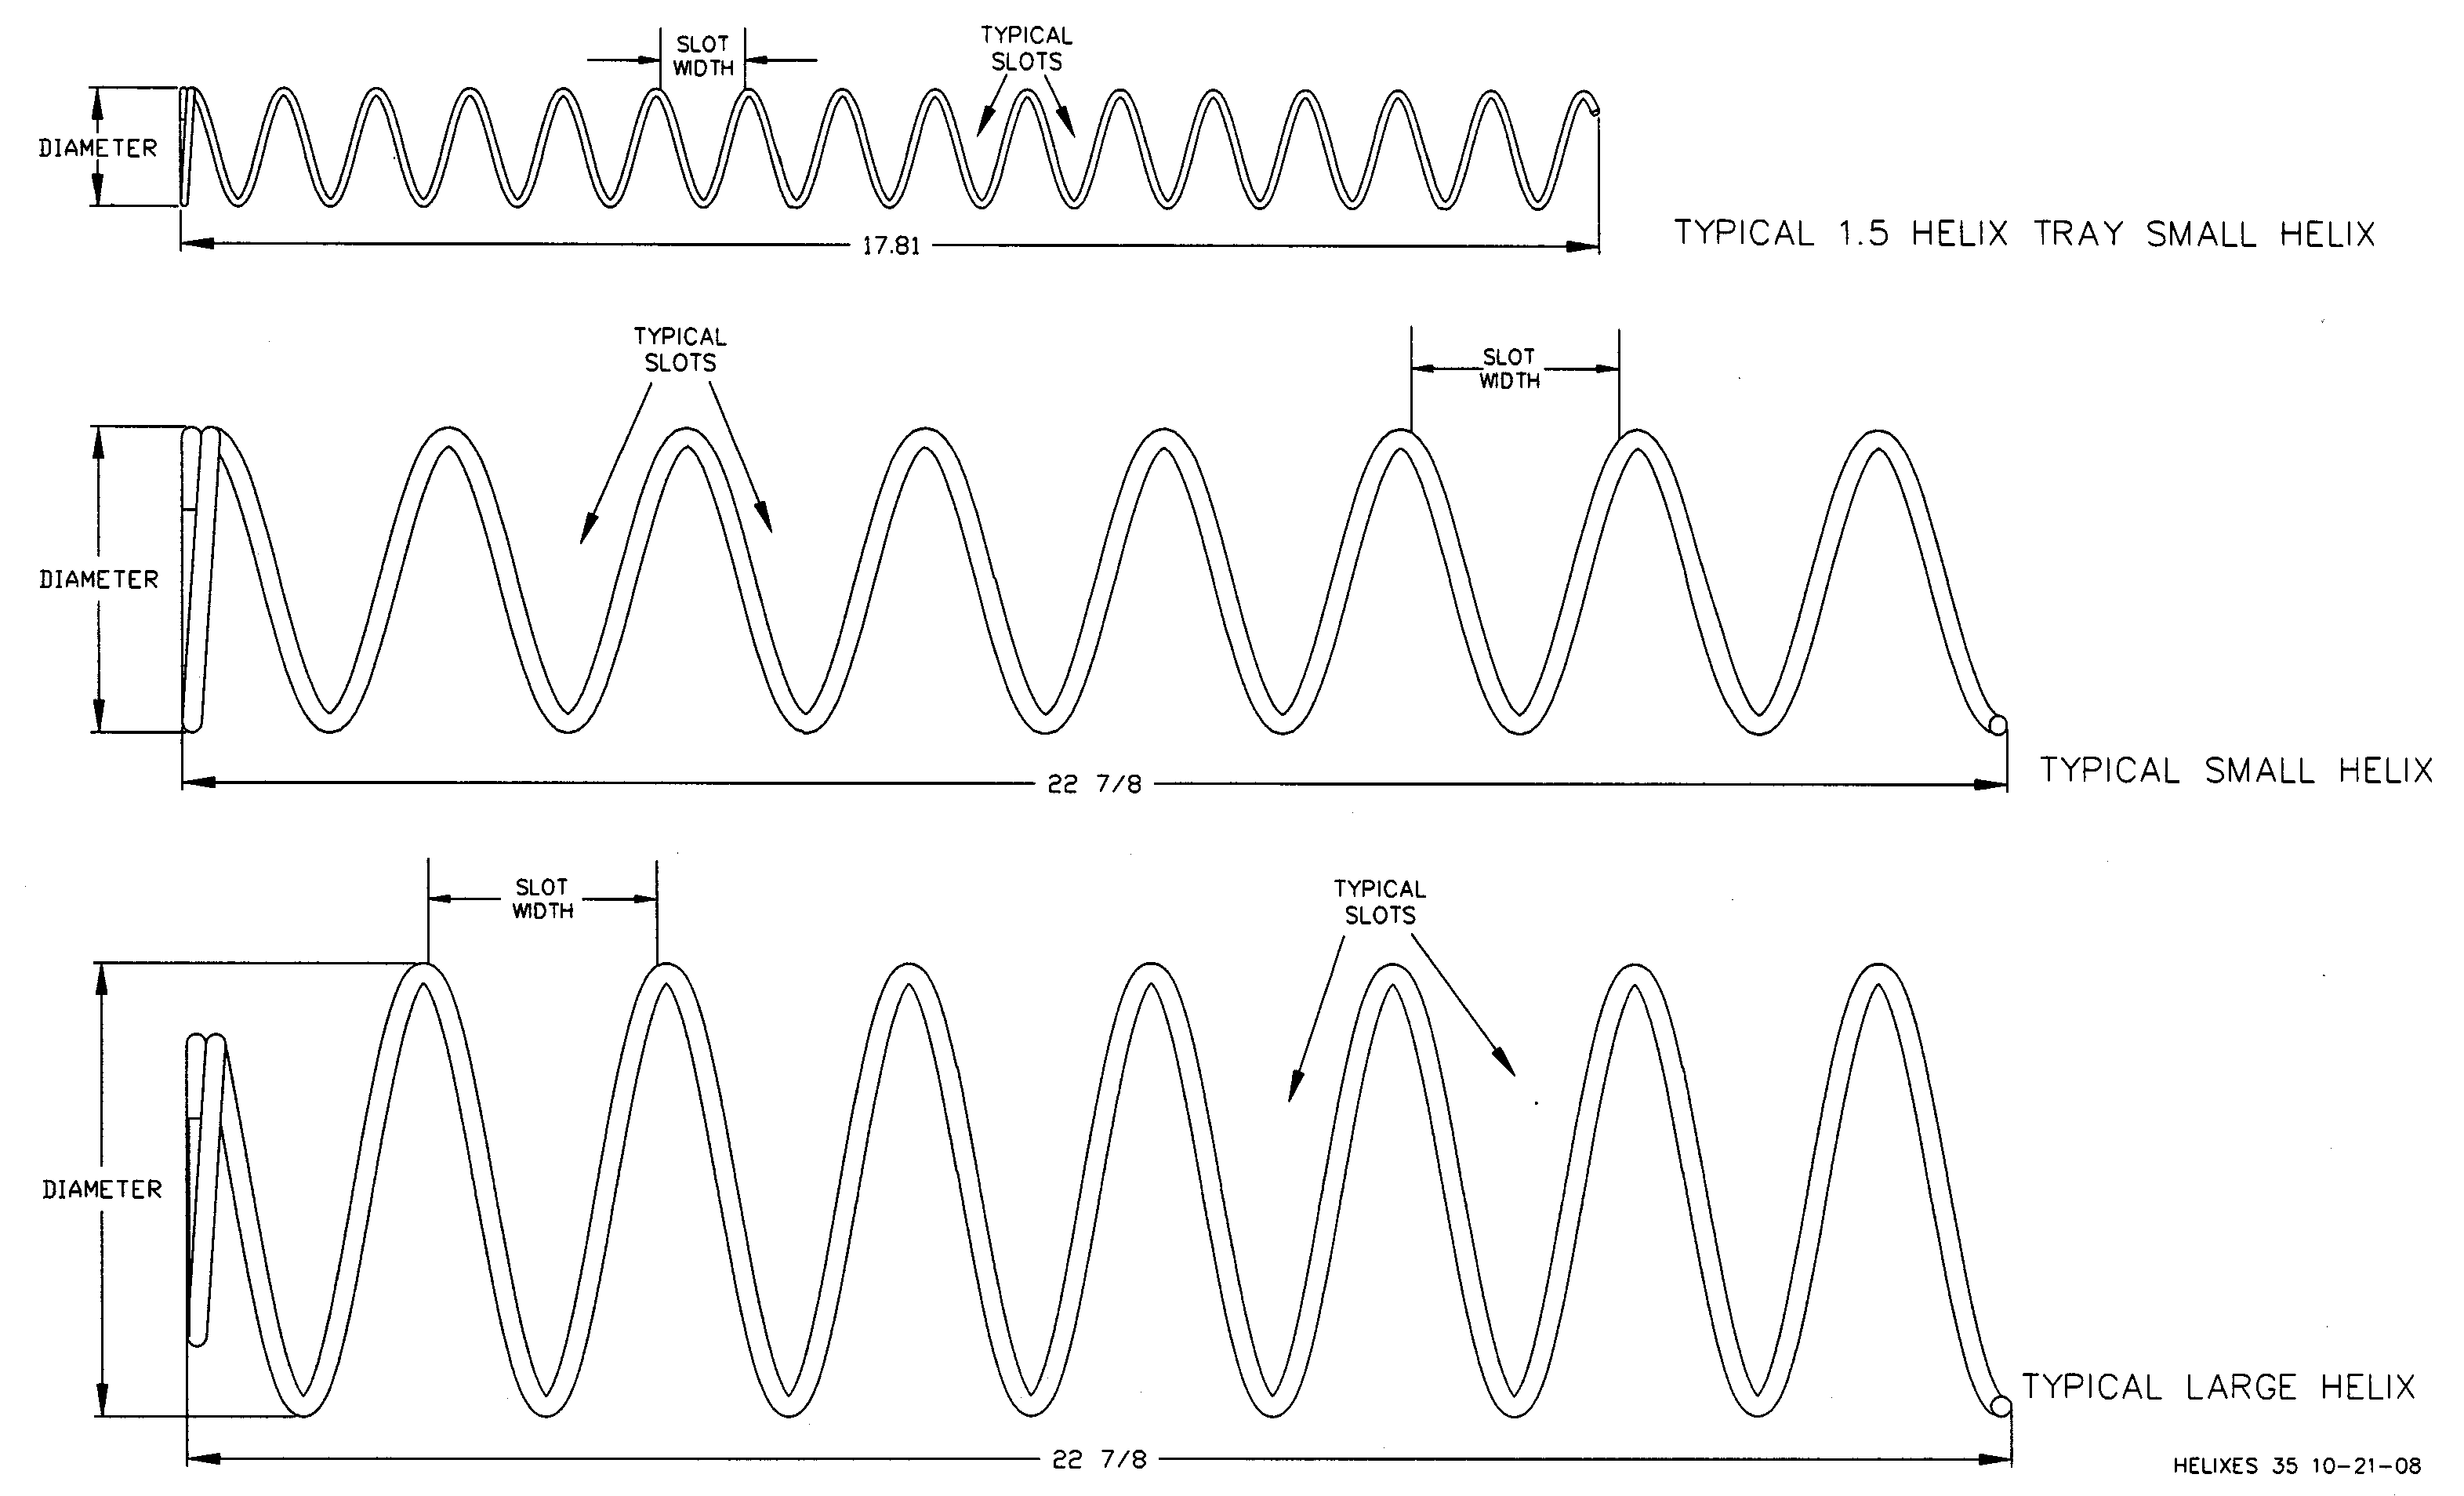 SLOT
WIDTH
TYPICAL
SLOTS
DIAMETER
17.81
TYPICAL 1.5 HELIX TRAY SMALL HELIX
TYPICAL
SLOTS
SLOT
WIDTH
DIAMETER
22 7/8
TYPICAL SMALL HELIX
SLOT
WIDTH
TYPICAL
SLOTS
DIAMETER
TYPICAL LARGE HELIX
22 7/8
HELIXES 35 10-21-08